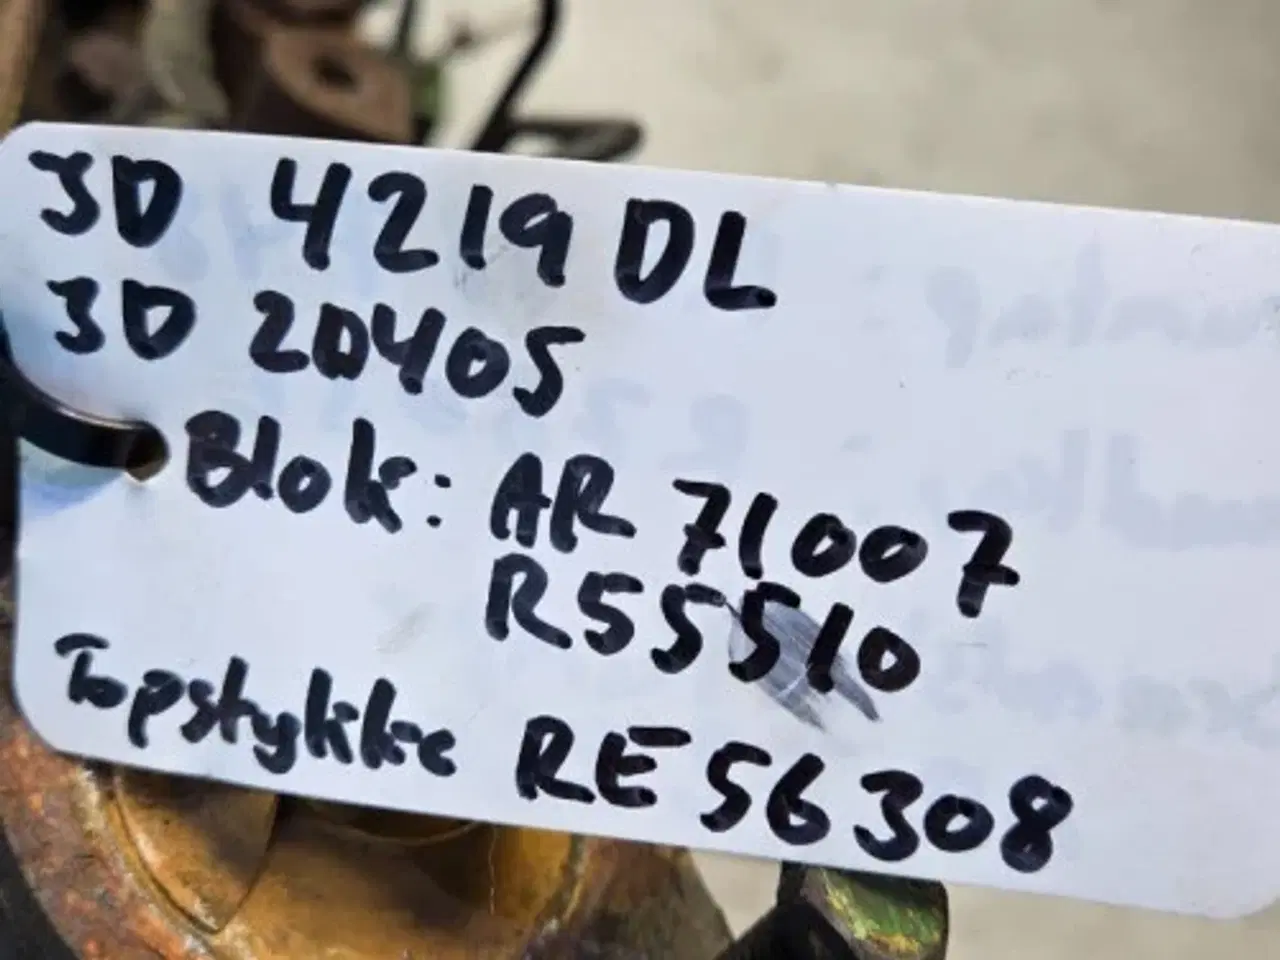 JD 4219DL
JD 20405
Blok: AR 71007
R55510
Topstykke RE56308